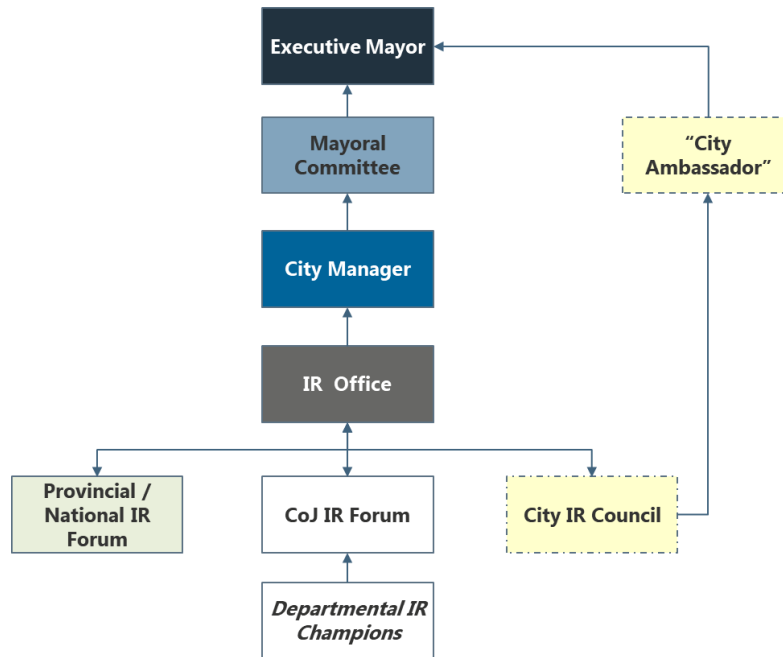 Executive Mayor
Mayoral
Committee
“City
Ambassador”
City Manager
IR Office
Provincial /
National IR
Forum
CoJ IR Forum
City IR Council
Departmental IR
Champions